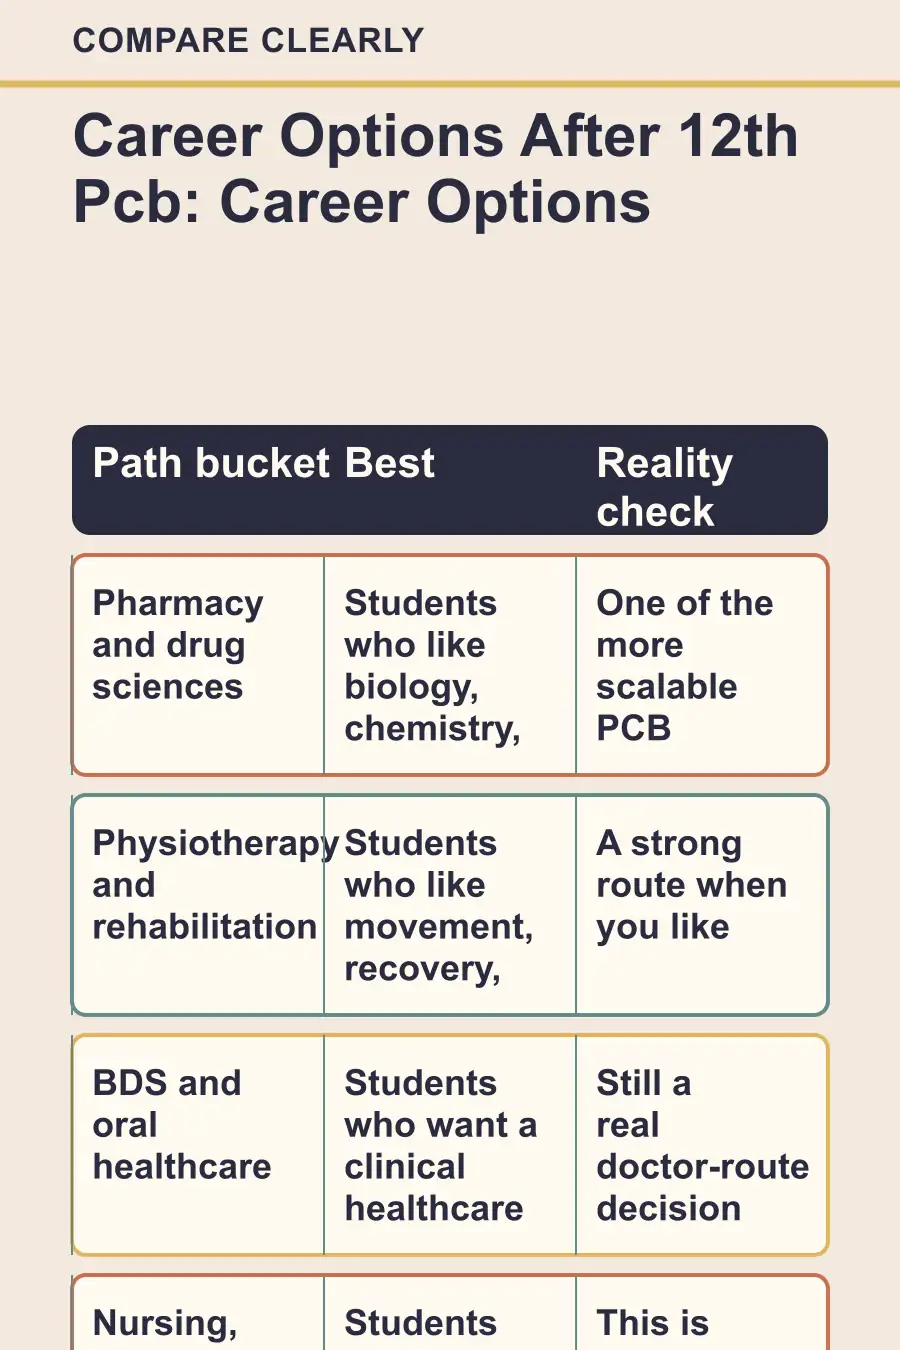 COMPARE CLEARLY
Career Options After 12th
Pcb: Career Options
Path bucket
Best
Reality
check
Pharmacy
and drug
sciences
Students
who like
biology,
chemistry,
One of the
more
scalable
PCB
Physiotherapy
and
rehabilitation
Students
who like
movement,
recovery,
A strong
route when
you like
BDS and
oral
healthcare
Students
who want a
clinical
healthcare
Still a
real
doctor-route
decision
Nursing,
Students
This is